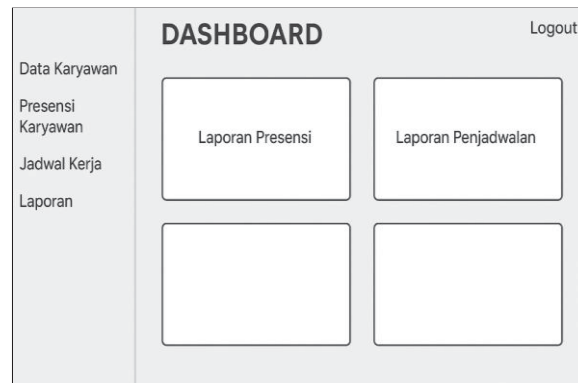 DASHBOARD
Logout
Data Karyawan
Presensi
Karyawan
Jadwal Kerja
Laporan
Laporan Presensi
Laporan Penjadwalan